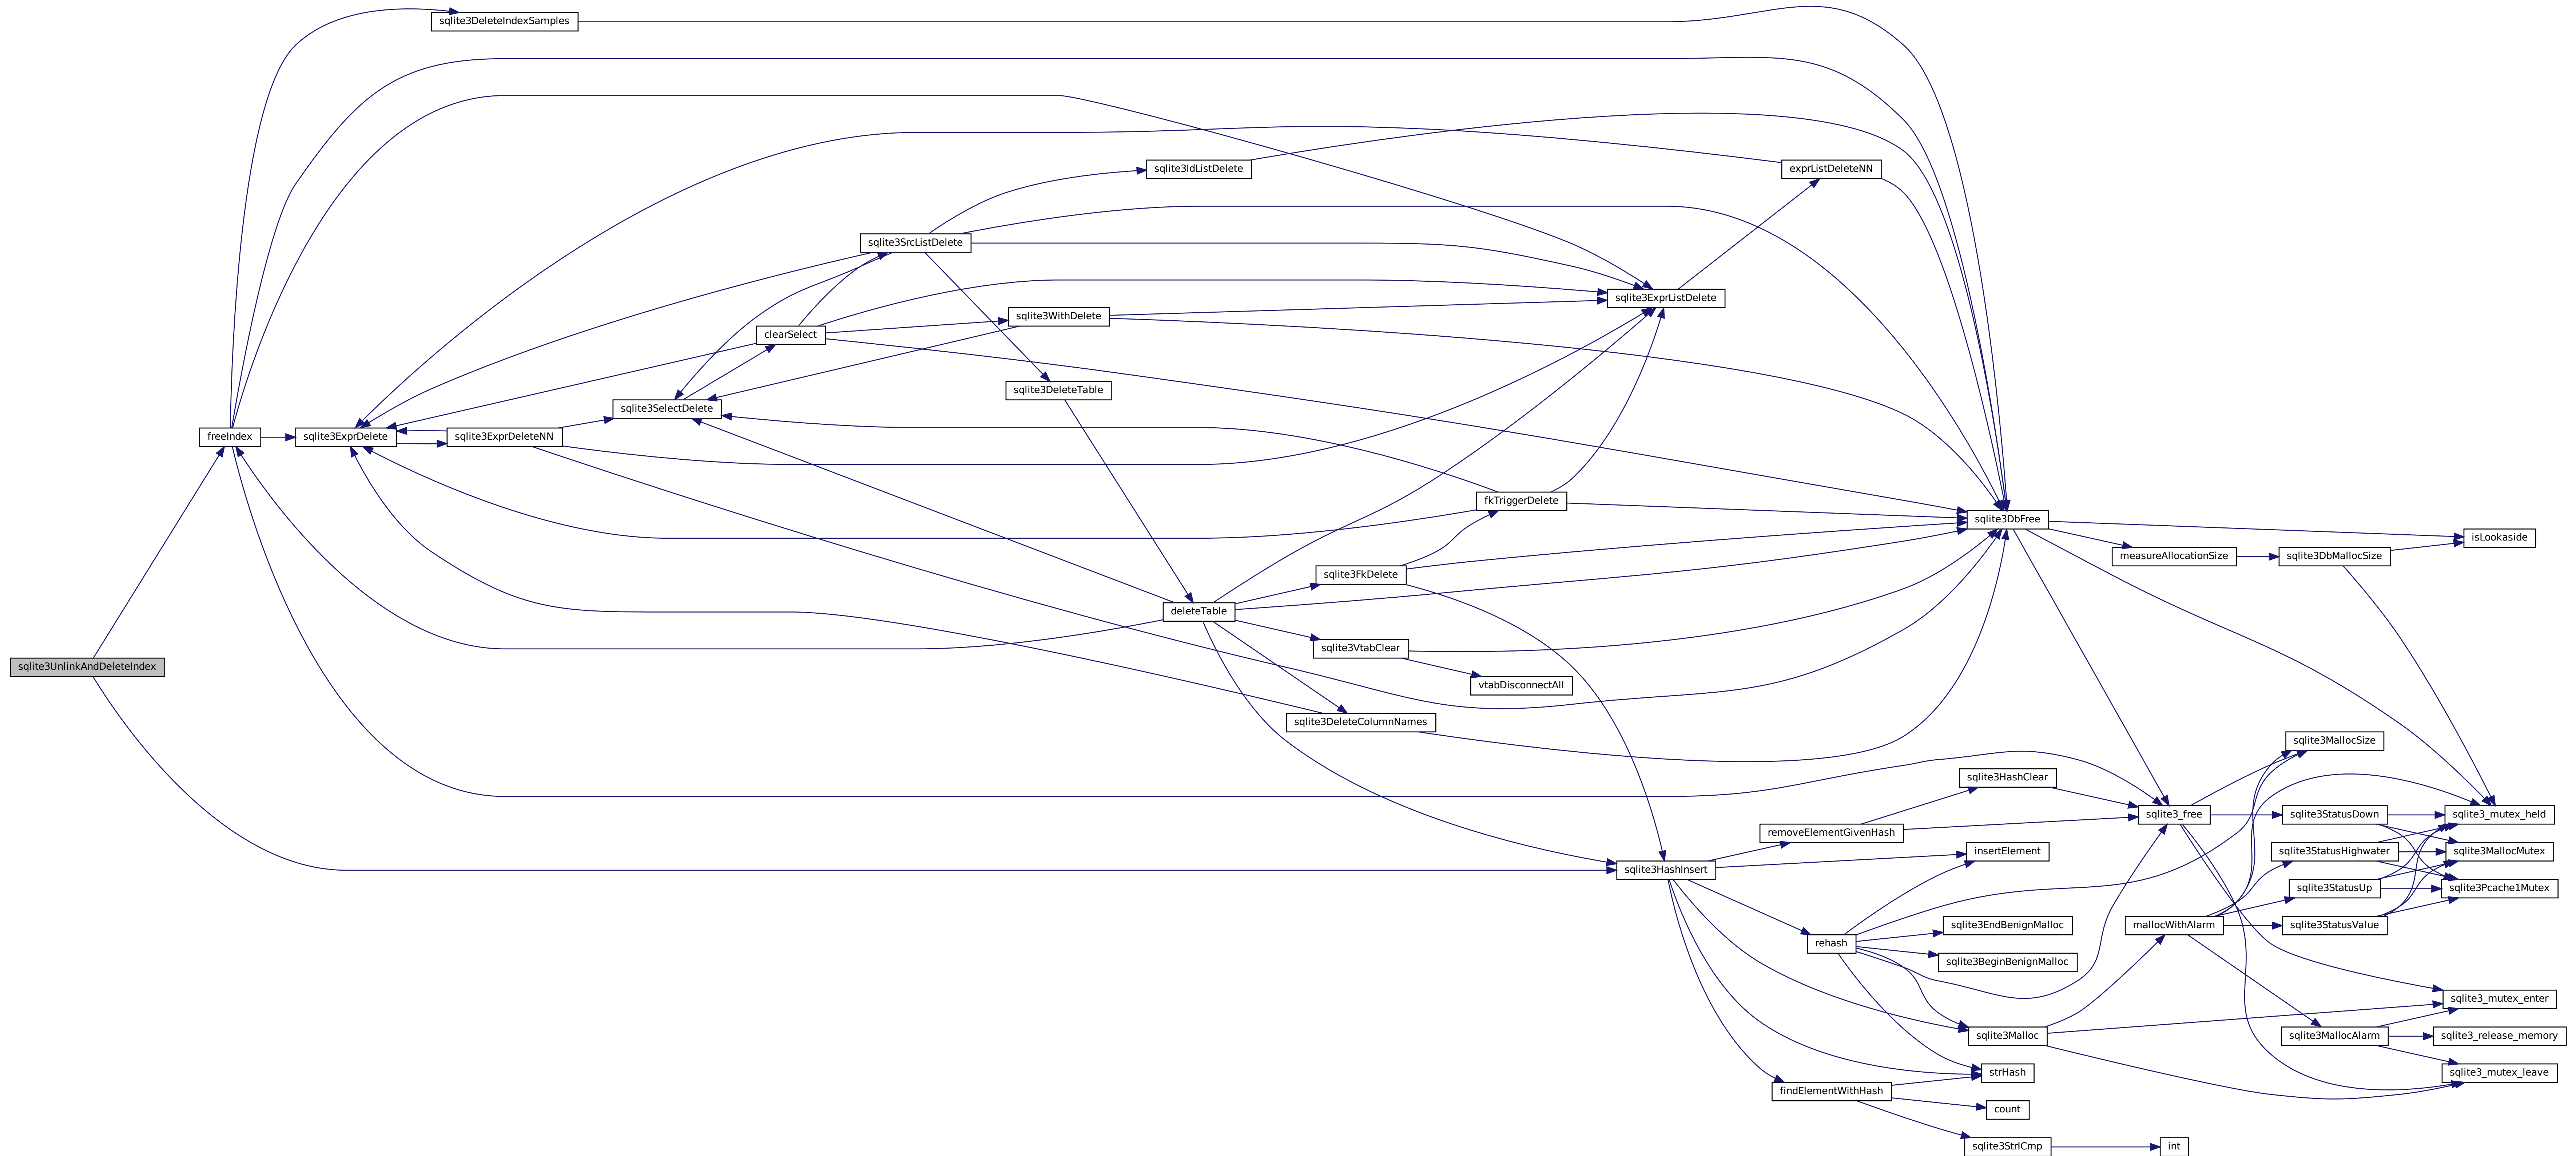 sqlite3DeleteIndexSamples
sqlite3IdListDelete
exprListDeleteNN
sqlite3SrcListDelete
sqlite3ExprListDelete
sqlite3WithDelete
clearSelect
sqlite3DeleteTable
sqlite3SelectDelete
freeIndex
sqlite3ExprDelete
sqlite3ExprDeleteNN
fkTriggerDelete
sqlite3DbFree
isLookaside
measureAllocationSize
sqlite3DbMallocSize
sqlite3FkDelete
deleteTable
sqlite3VtabClear
sqlite3UnlinkAndDeleteIndex
vtabDisconnectAll
sqlite3DeleteColumnNames
sqlite3MallocSize
sqlite3HashClear
sqlite3_free
sqlite3StatusDown
sqlite3_mutex_held
removeElementGivenHash
insertElement
sqlite3StatusHighwater
sqlite3MallocMutex
sqlite3HashInsert
sqlite3StatusUp
sqlite3Pcache1Mutex
sqlite3EndBenignMalloc
mallocWithAlarm
sqlite3StatusValue
rehash
sqlite3BeginBenignMalloc
sqlite3_mutex_enter
sqlite3Malloc
sqlite3MallocAlarm
sqlite3_release_memory
strHash
sqlite3_mutex_leave
findElementWithHash
count
sqlite3StrICmp
int